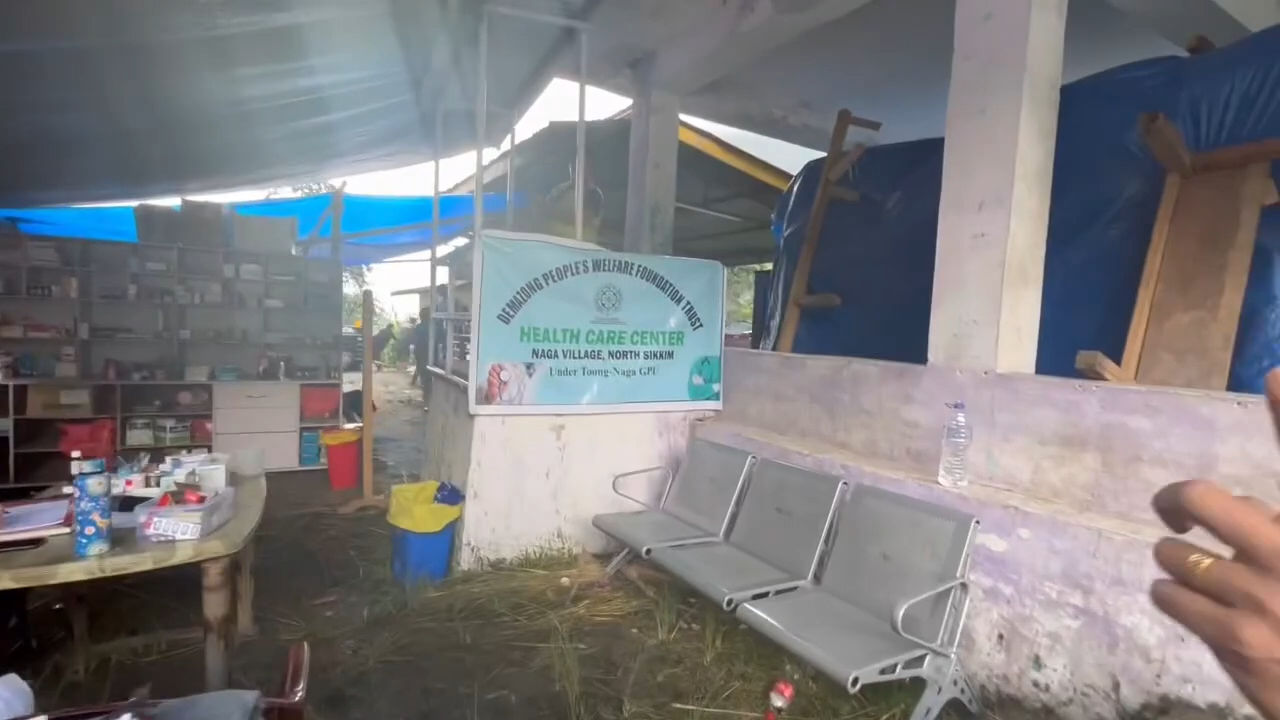 DEMAZONG PEOPLE'S WELFARE FOUNDATION TRUST
HEALTH CARE CENTER
NAGA VILLAGE, NORTH SIKKIM
Under Toong-Naga GPU